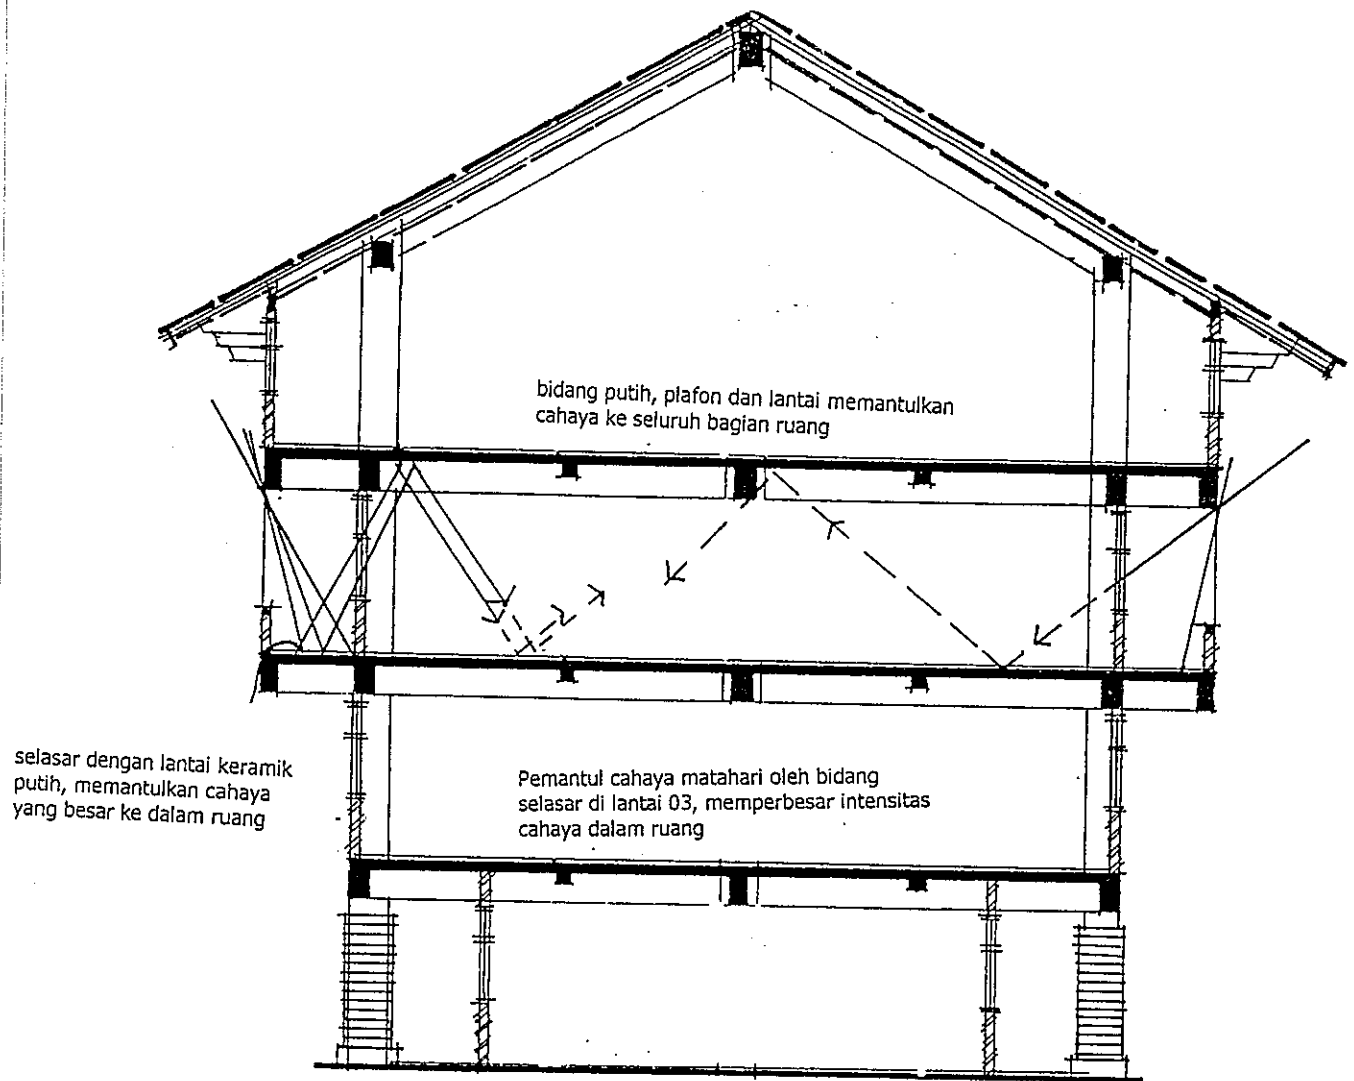 bidang putih, plafon dan lantai memantulkan
cahaya ke seluruh bagian ruang
selasar dengan lantai keramik
putih, memantulkan cahaya
yang besar ke dalam ruang
Pemantul cahaya matahari oleh bidang
selasar di lantai 03, memperbesar intensitas
cahaya dalam ruang